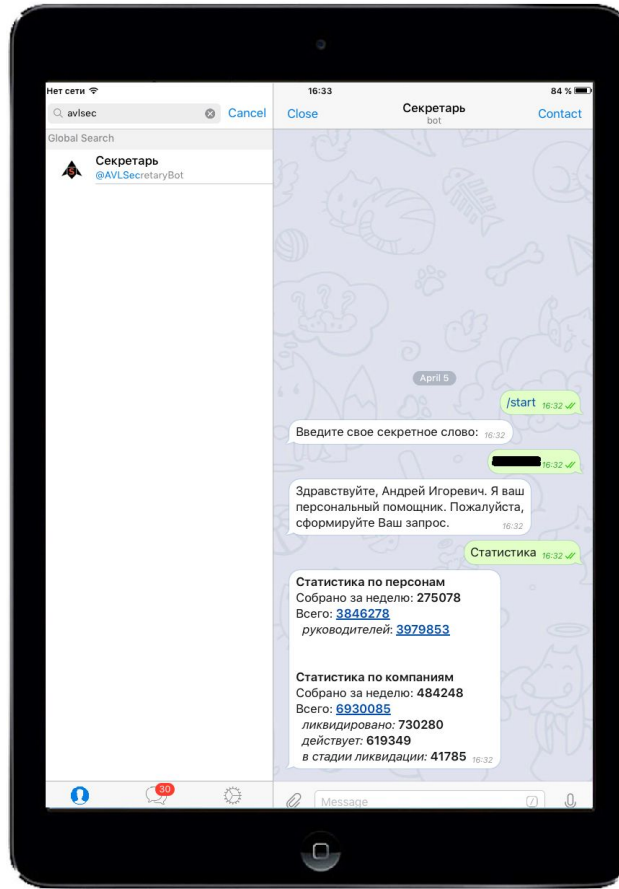 Нет сети
16:33
84 %
avlsec
Cancel
Close
Секретарь
bot
Contact
Global Search
Секретарь
@AVLSecretaryBot
April 5
/start 16:32
Введите свое секретное слово: 16:32
16:32
Здравствуйте, Андрей Игоревич. Я ваш
персональный помощник. Пожалуйста,
сформируйте Ваш запрос. 16:32
Статистика 16:32
Статистика по персонам
Собрано за неделю: 275078
Всего: 3846278
руководителей: 3979853
Статистика по компаниям
Собрано за неделю: 484248
Всего: 6930085
ликвидировано: 730280
действует: 619349
в стадии ликвидации: 41785 16:32
30
Message